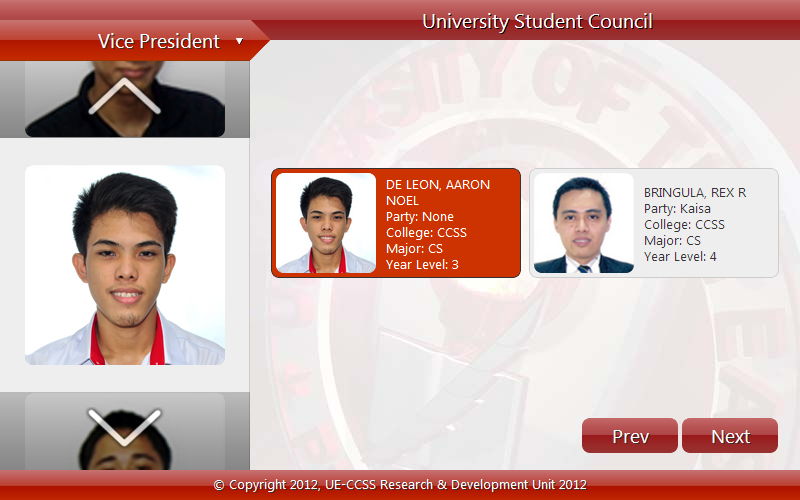 University Student Council
Vice President
DE LEON, AARON
NOEL
Party: None
College: CCSS
Major: CS
Year Level: 3
BRINGULA, REX R
Party: Kaisa
College: CCSS
Major: CS
Year Level: 4
Prev
Next
© Copyright 2012, UE-CCSS Research & Development Unit 2012